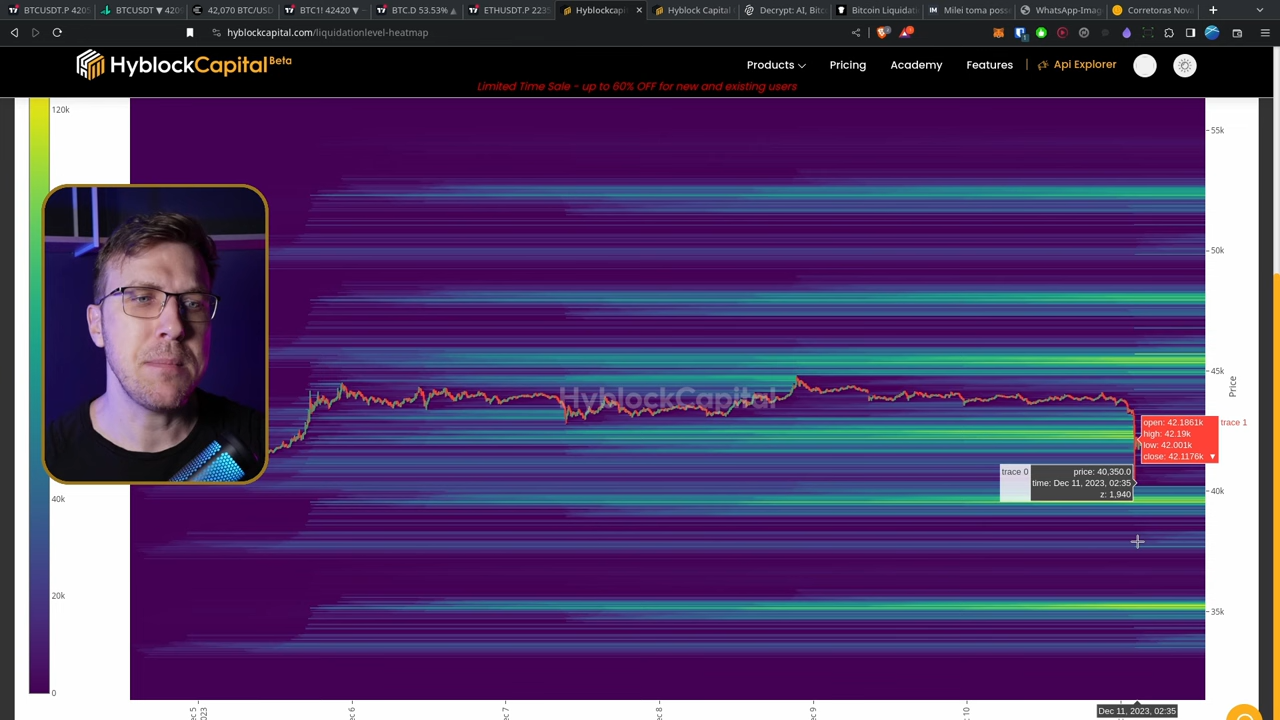 BTCUSDT.P 4205
BTCUSDT ▼ 420
42,070 BTC/USD
BTC1! 42420 ▼ −
BTC.D 53.53% ▲
ETHUSDT.P 223
Hyblockcapi
Hyblock Capital
Decrypt: AI, Bitc
Bitcoin Liquidat
Milei toma poss
WhatsApp-Imag
Corretoras Nova
hyblockcapital.com/liquidationlevel-heatmap
HyblockCapital Beta
Products
Pricing
Academy
Features
Api Explorer
Limited Time Sale - up to 60% OFF for new and existing users
120k
40k
20k
0
55k
50k
45k
40k
35k
Price
HyblockCapital
open: 42.1861k
high: 42.19k
low: 42.001k
close: 42.1176k ▼
trace 1
trace 0
price: 40,350.0
time: Dec 11, 2023, 02:35
z: 1,940
Dec 11, 2023, 02:35